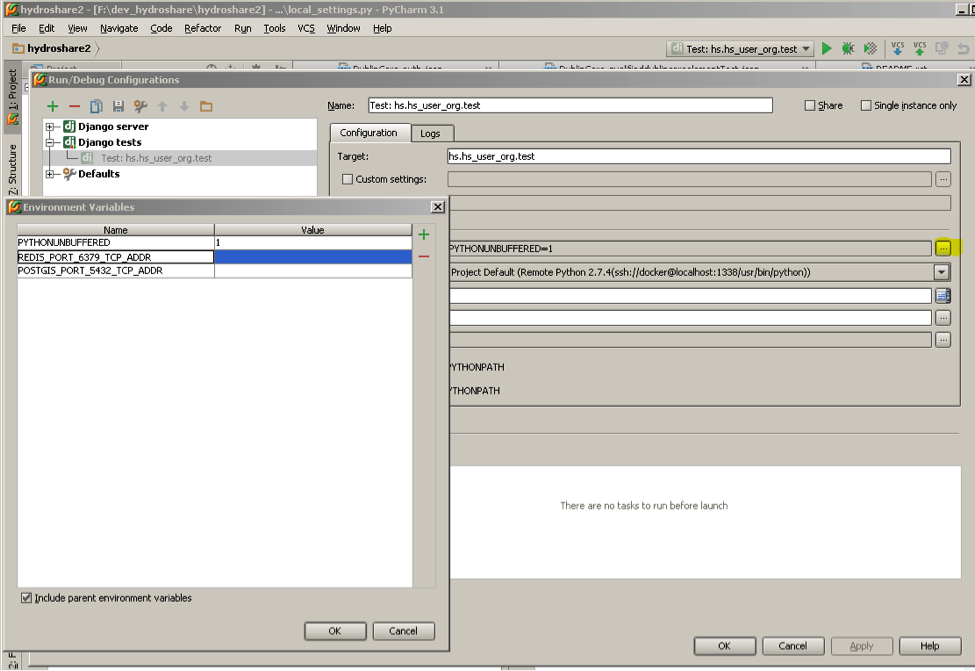 hydroshare2 - [F:\dev_hydroshare\hydroshare2] - ...\local_settings.py - PyCharm 3.1
File Edit View Navigate Code Refactor Run Tools VCS Window Help
hydroshare2 Test: hs.hs_user_org.test VCS VCS
1: Project
Z: Structure
Run/Debug Configurations
Name: Test: hs.hs_user_org.test Share Single instance only
Django server
Django tests
Test: hs.hs_user_org.test
Defaults
Configuration Logs
Target: hs.hs_user_org.test
Custom settings: ...
Environment Variables
Name Value
PYTHONUNBUFFERED 1
REDIS_PORT_6379_TCP_ADDR
POSTGIS_PORT_5432_TCP_ADDR
PYTHONUNBUFFERED=1 ...
Project Default (Remote Python 2.7.4(ssh://docker@localhost:1338/usr/bin/python))
...
...
YTHONPATH
THONPATH
There are no tasks to run before launch
Include parent environment variables
OK Cancel
OK Cancel Apply Help